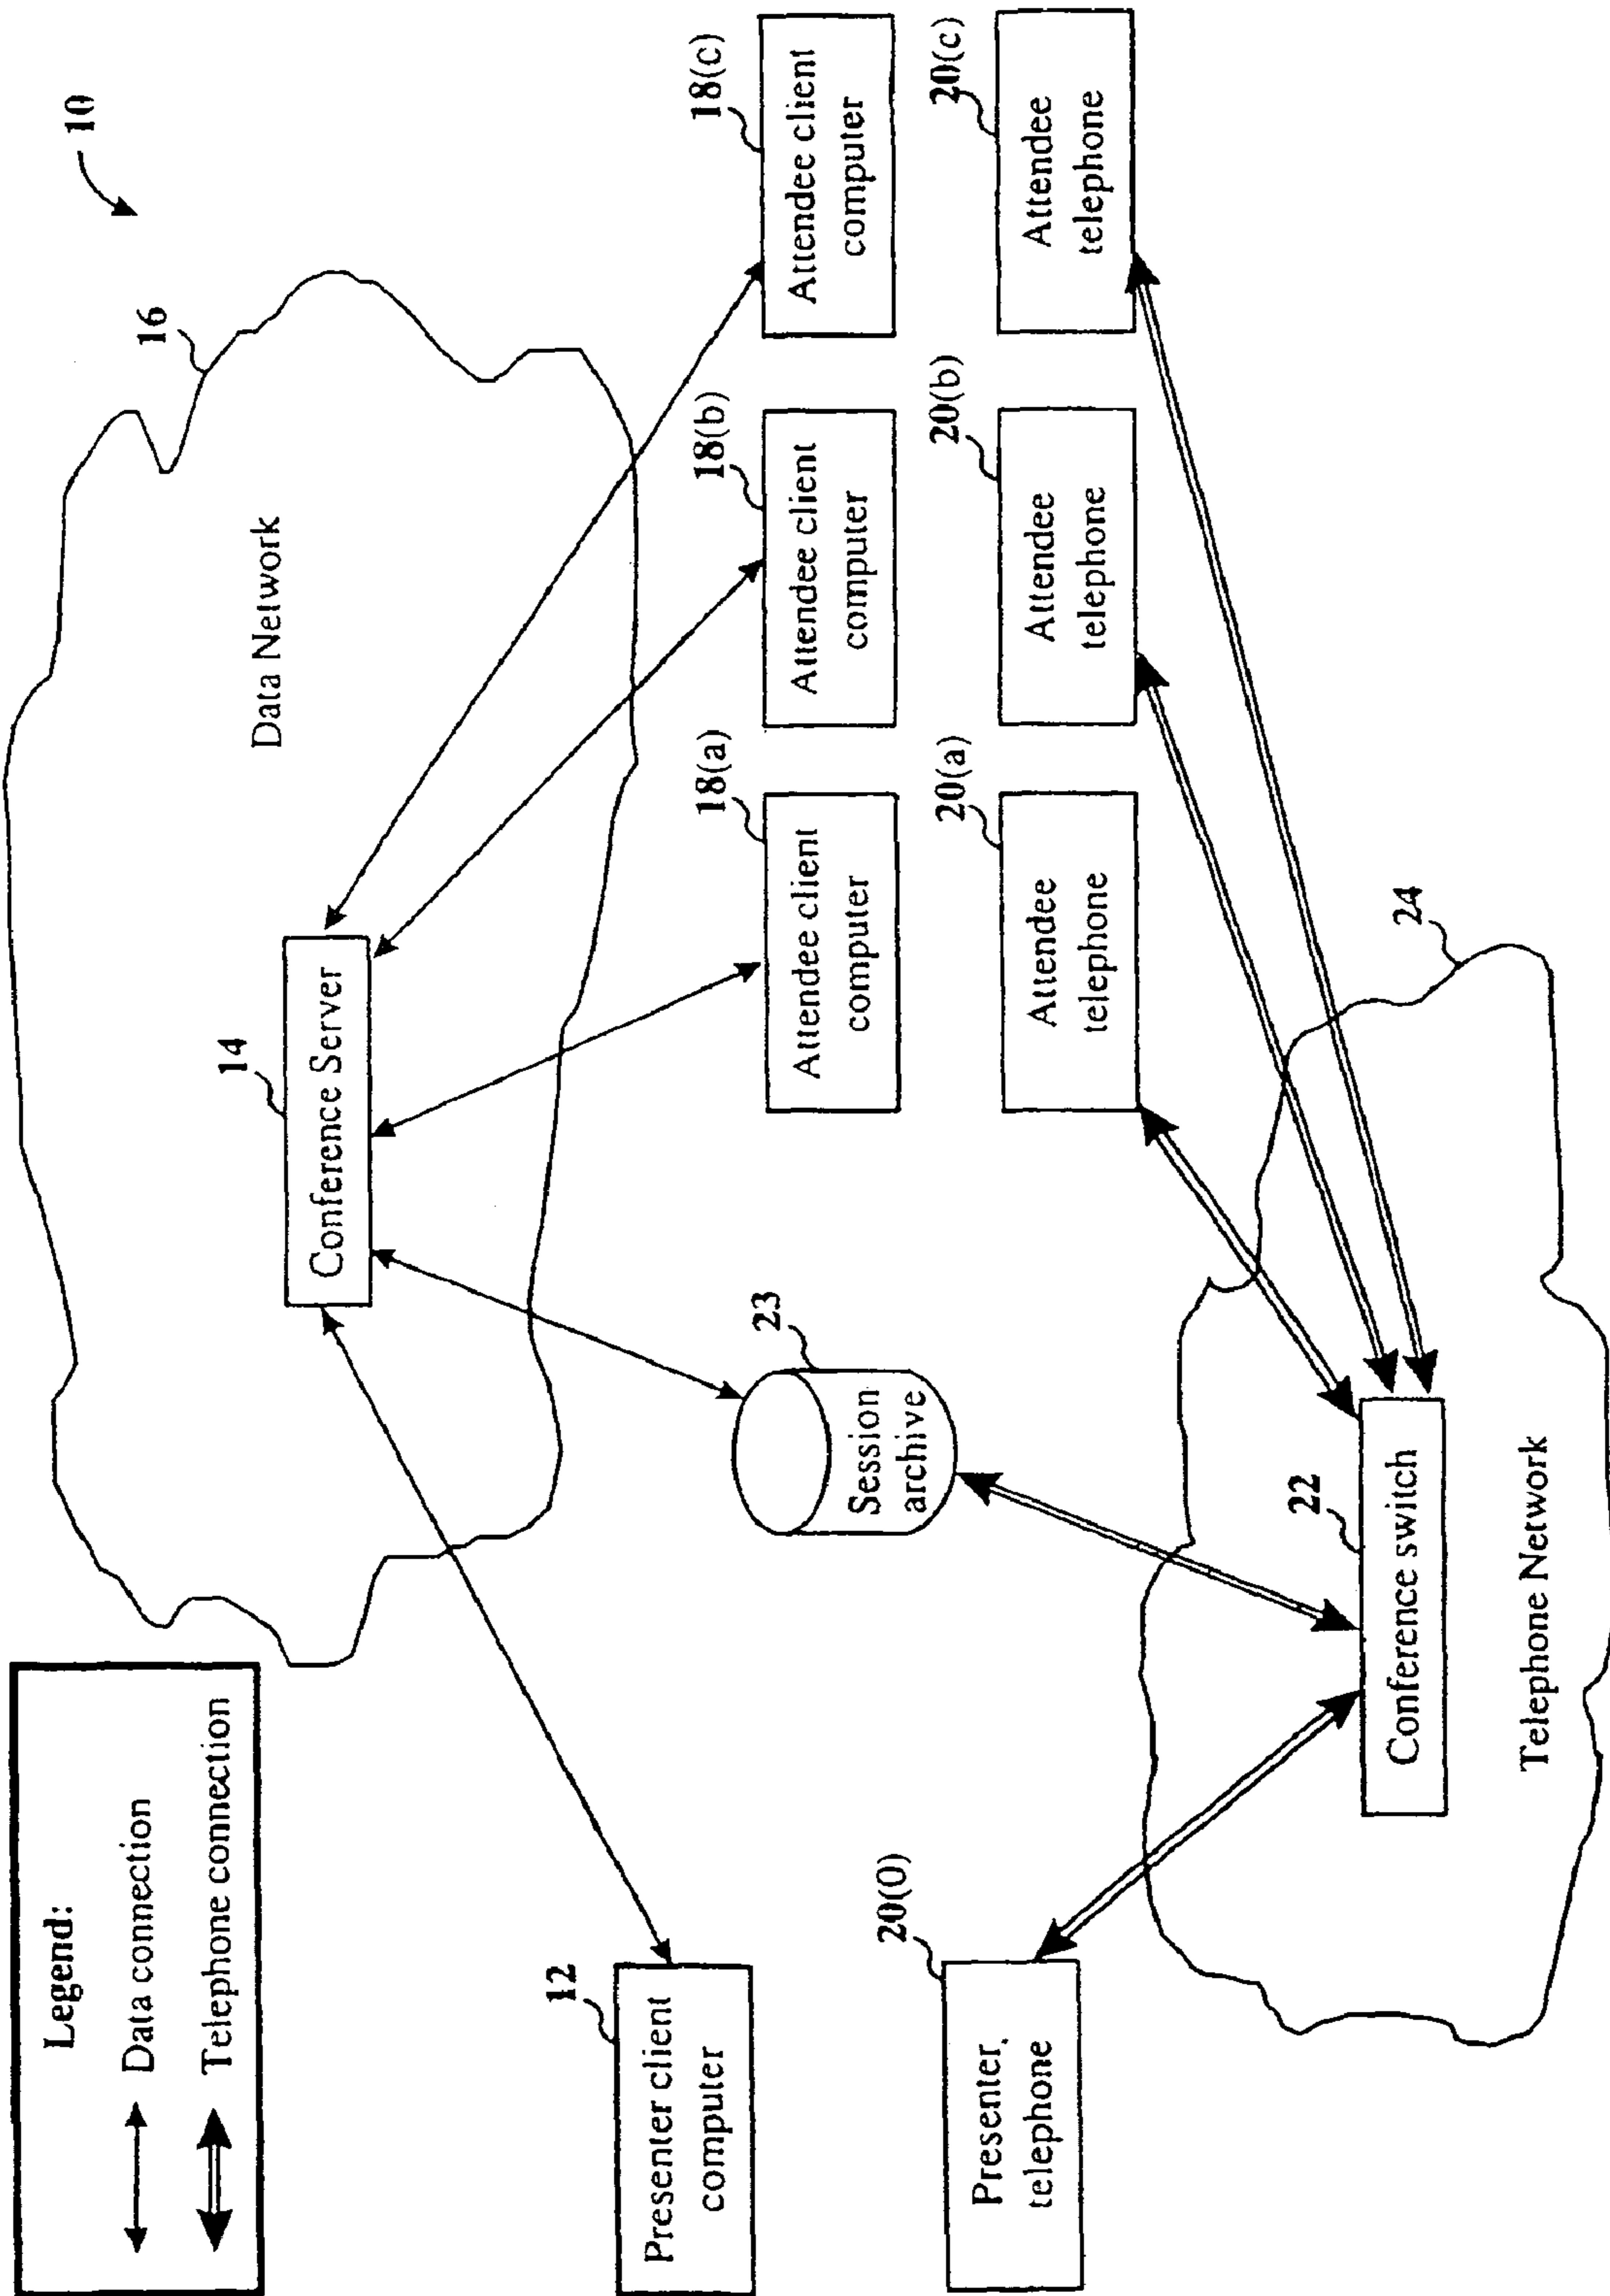 Legend:
Data connection
Telephone connection
10
16
Data Network
14
Conference Server
12
Presenter client
computer
23
Session
archive
18(a)
Attendee client
computer
18(b)
Attendee client
computer
18(c)
Attendee client
computer
20(0)
Presenter
telephone
20(a)
Attendee
telephone
20(b)
Attendee
telephone
20(c)
Attendee
telephone
22
Conference switch
24
Telephone Network